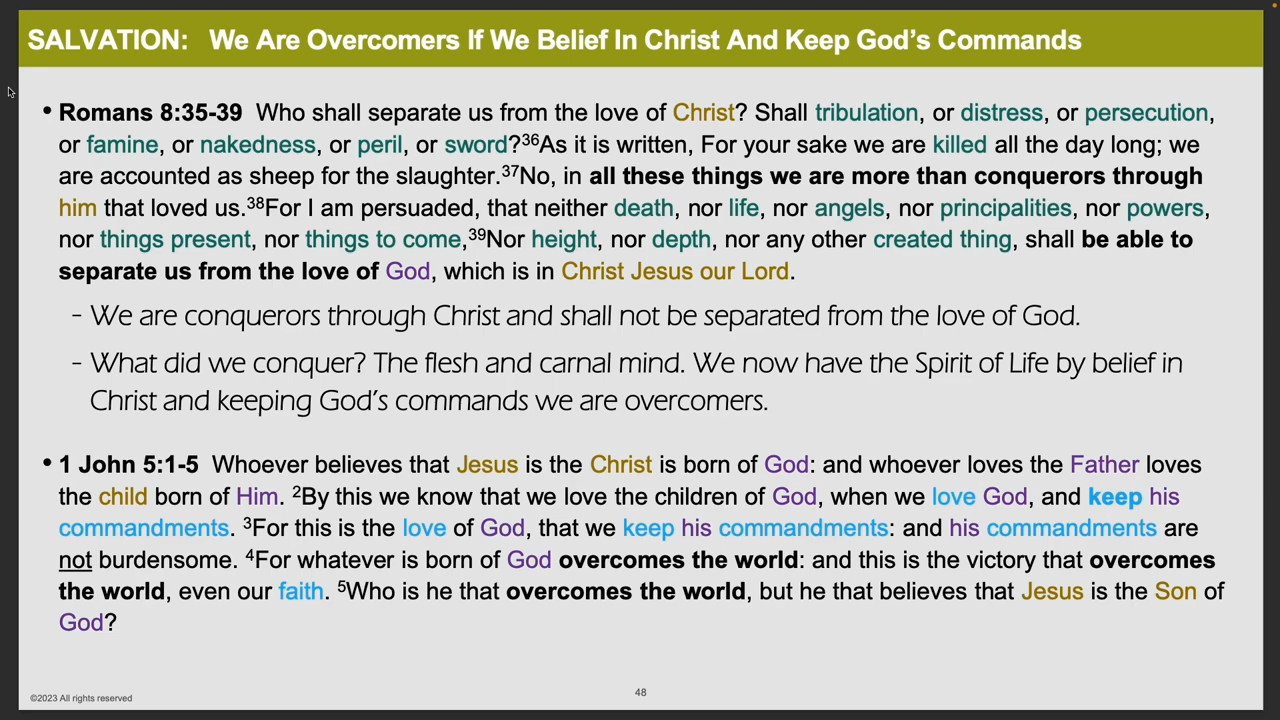 SALVATION: We Are Overcomers If We Belief In Christ And Keep God's Commands
• Romans 8:35-39 Who shall separate us from the love of Christ? Shall tribulation, or distress, or persecution,
or famine, or nakedness, or peril, or sword?³⁶As it is written, For your sake we are killed all the day long; we
are accounted as sheep for the slaughter.³⁷No, in all these things we are more than conquerors through
him that loved us.³⁸For I am persuaded, that neither death, nor life, nor angels, nor principalities, nor powers,
nor things present, nor things to come,³⁹Nor height, nor depth, nor any other created thing, shall be able to
separate us from the love of God, which is in Christ Jesus our Lord.
- We are conquerors through Christ and shall not be separated from the love of God.
- What did we conquer? The flesh and carnal mind. We now have the Spirit of Life by belief in
Christ and keeping God's commands we are overcomers.
• 1 John 5:1-5 Whoever believes that Jesus is the Christ is born of God: and whoever loves the Father loves
the child born of Him. ²By this we know that we love the children of God, when we love God, and keep his
commandments. ³For this is the love of God, that we keep his commandments: and his commandments are
not burdensome. ⁴For whatever is born of God overcomes the world: and this is the victory that overcomes
the world, even our faith. ⁵Who is he that overcomes the world, but he that believes that Jesus is the Son of
God?
©2023 All rights reserved
48